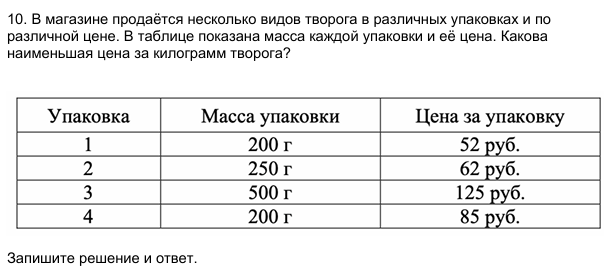 10. В магазине продаётся несколько видов творога в различных упаковках и по
различной цене. В таблице показана масса каждой упаковки и её цена. Какова
наименьшая цена за килограмм творога?
Упаковка Масса упаковки Цена за упаковку
1 200 г 52 руб.
2 250 г 62 руб.
3 500 г 125 руб.
4 200 г 85 руб.
Запишите решение и ответ.